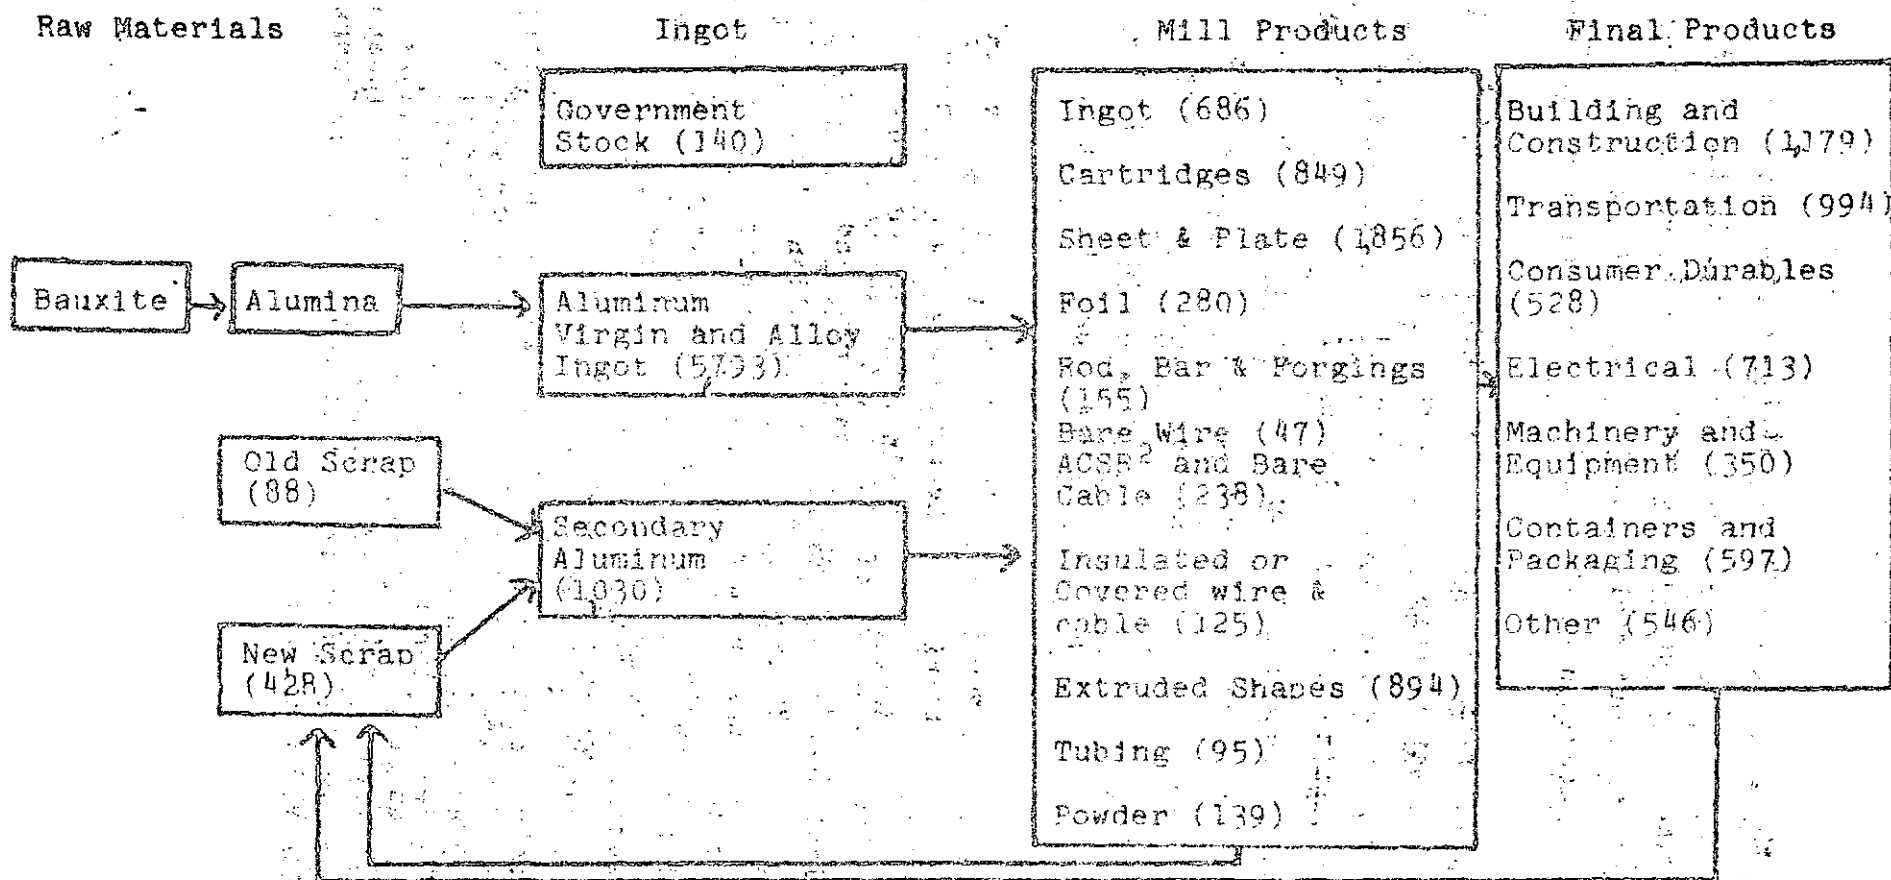 Raw Materials
Ingot
Mill Products
Final Products
Government
Stock (140)
Bauxite
Alumina
Aluminum
Virgin and Alloy
Ingot (5,793)
Old Scrap
(88)
Secondary
Aluminum
(1,030)
New Scrap
(428)
Ingot (686)
Cartridges (849)
Sheet & Plate (1,856)
Foil (280)
Rod, Bar & Forgings
(155)
Bare Wire (47)
ACSR² and Bare
Cable (238)
Insulated or
Covered wire &
cable (125)
Extruded Shapes (894)
Tubing (95)
Powder (139)
Building and
Construction (1,179)
Transportation (994)
Consumer Durables
(528)
Electrical (713)
Machinery and
Equipment (350)
Containers and
Packaging (597)
Other (546)